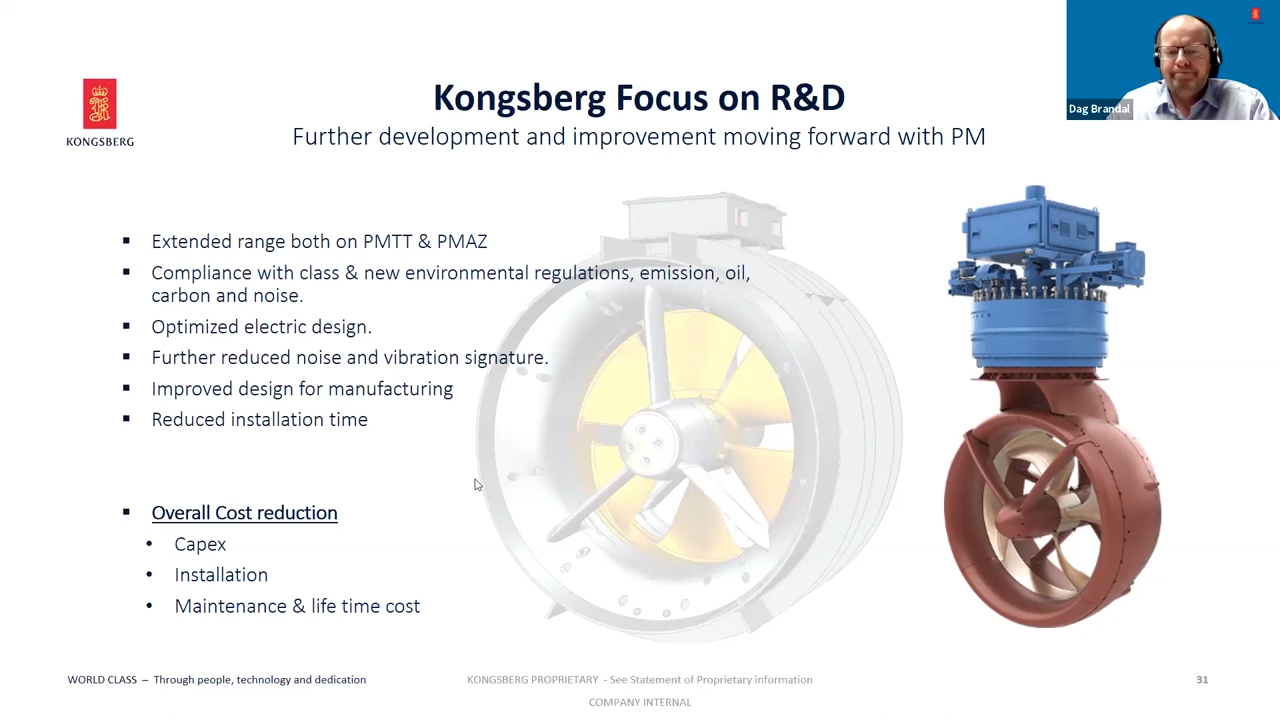 Kongsberg Focus on R&D
Further development and improvement moving forward with PM
KONGSBERG
Dag Brandal
▪ Extended range both on PMTT & PMAZ
▪ Compliance with class & new environmental regulations, emission, oil,
carbon and noise.
▪ Optimized electric design.
▪ Further reduced noise and vibration signature.
▪ Improved design for manufacturing
▪ Reduced installation time
▪ Overall Cost reduction
• Capex
• Installation
• Maintenance & life time cost
WORLD CLASS – Through people, technology and dedication
KONGSBERG PROPRIETARY - See Statement of Proprietary information
31
COMPANY INTERNAL